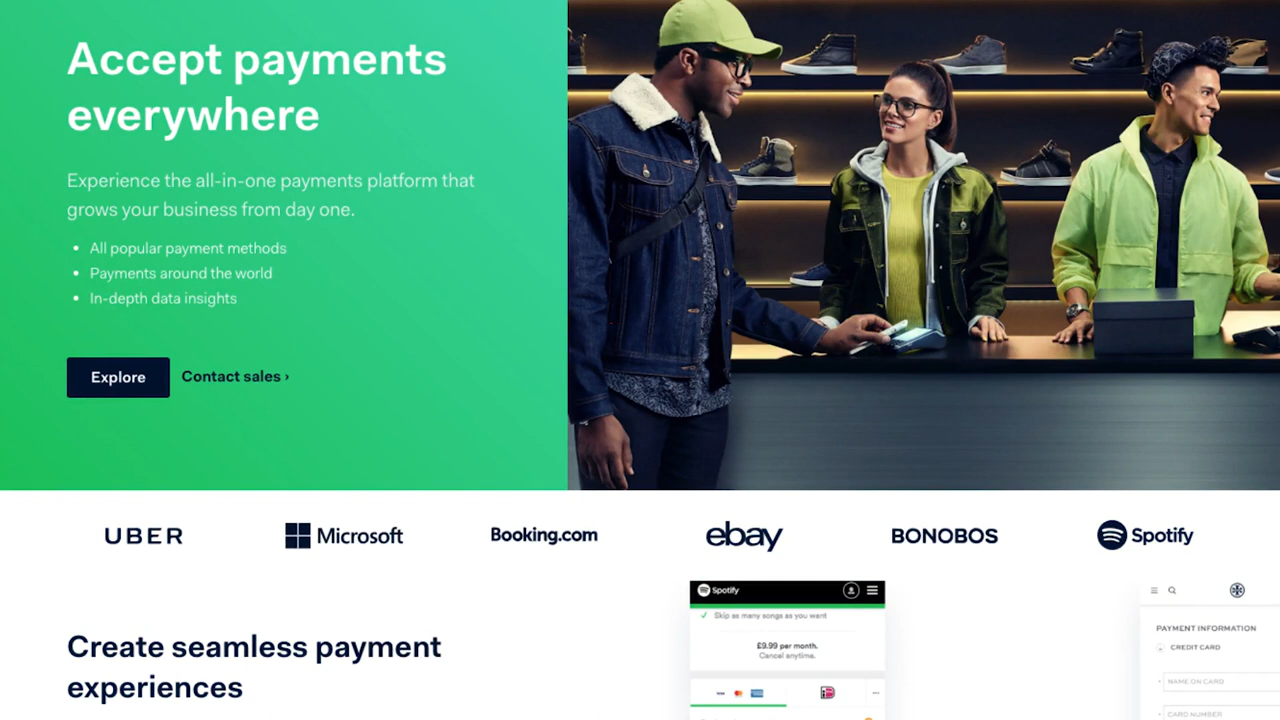 Accept payments
everywhere
Experience the all-in-one payments platform that
grows your business from day one.
• All popular payment methods
• Payments around the world
• In-depth data insights
Explore
Contact sales ›
UBER
Microsoft
Booking.com
ebay
BONOBOS
Spotify
Create seamless payment
experiences
Spotify
Skip as many songs as you want
£9.99 per month.
Cancel anytime.
VISA
PAYMENT INFORMATION
CREDIT CARD
NAME ON CARD
CARD NUMBER